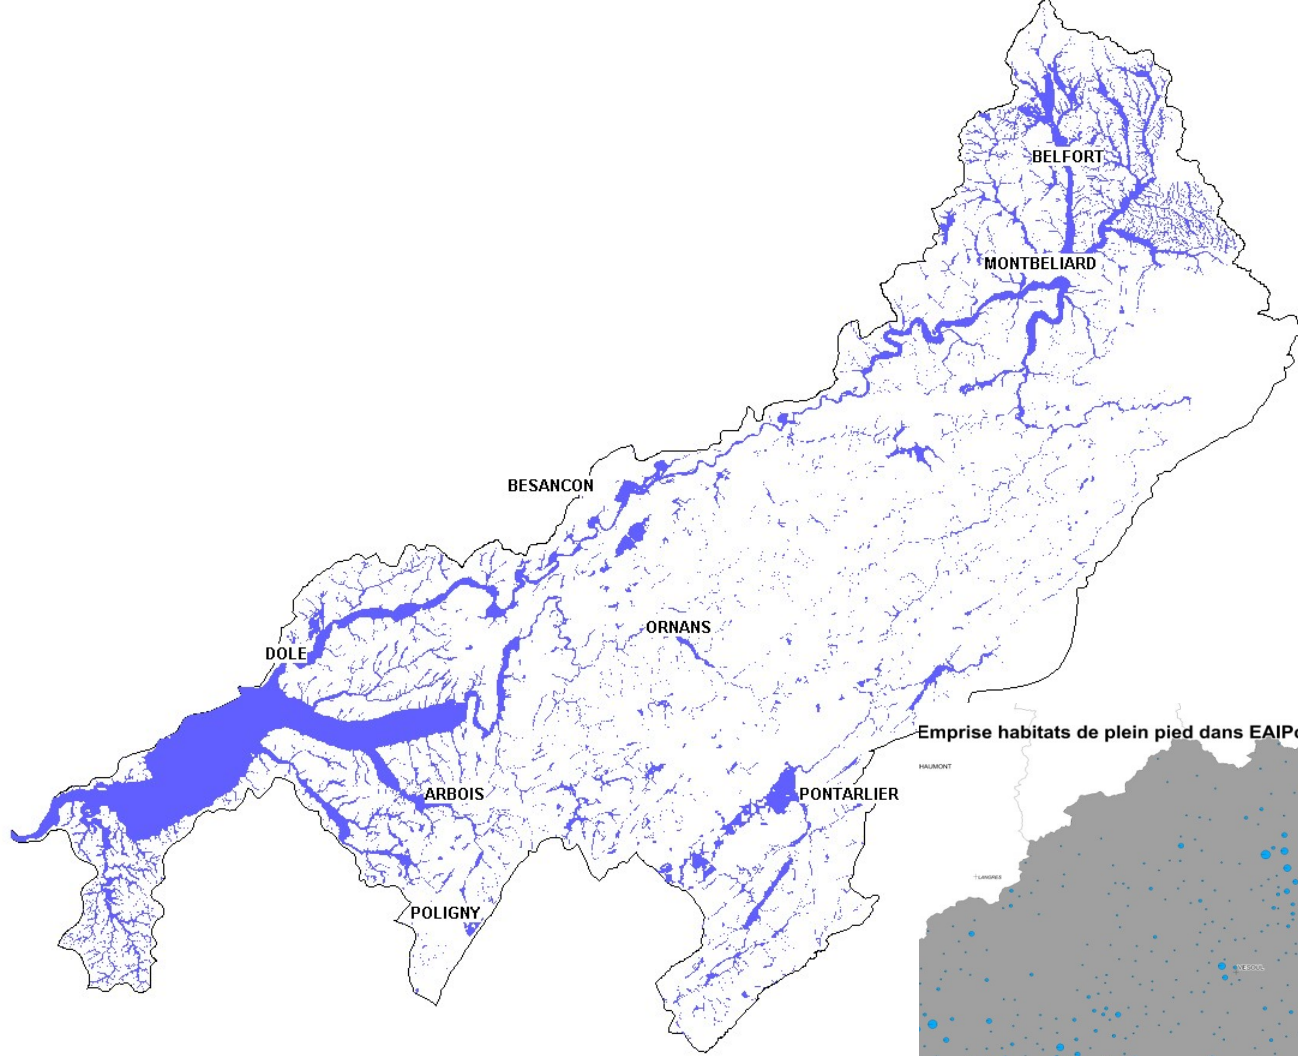 BELFORT
MONTBELIARD
BESANCON
ORNANS
DOLE
Emprise habitats de plein pied dans EAIPc
HAUMONT
ARBOIS
PONTARLIER
LANGRES
POLIGNY
VESOUL